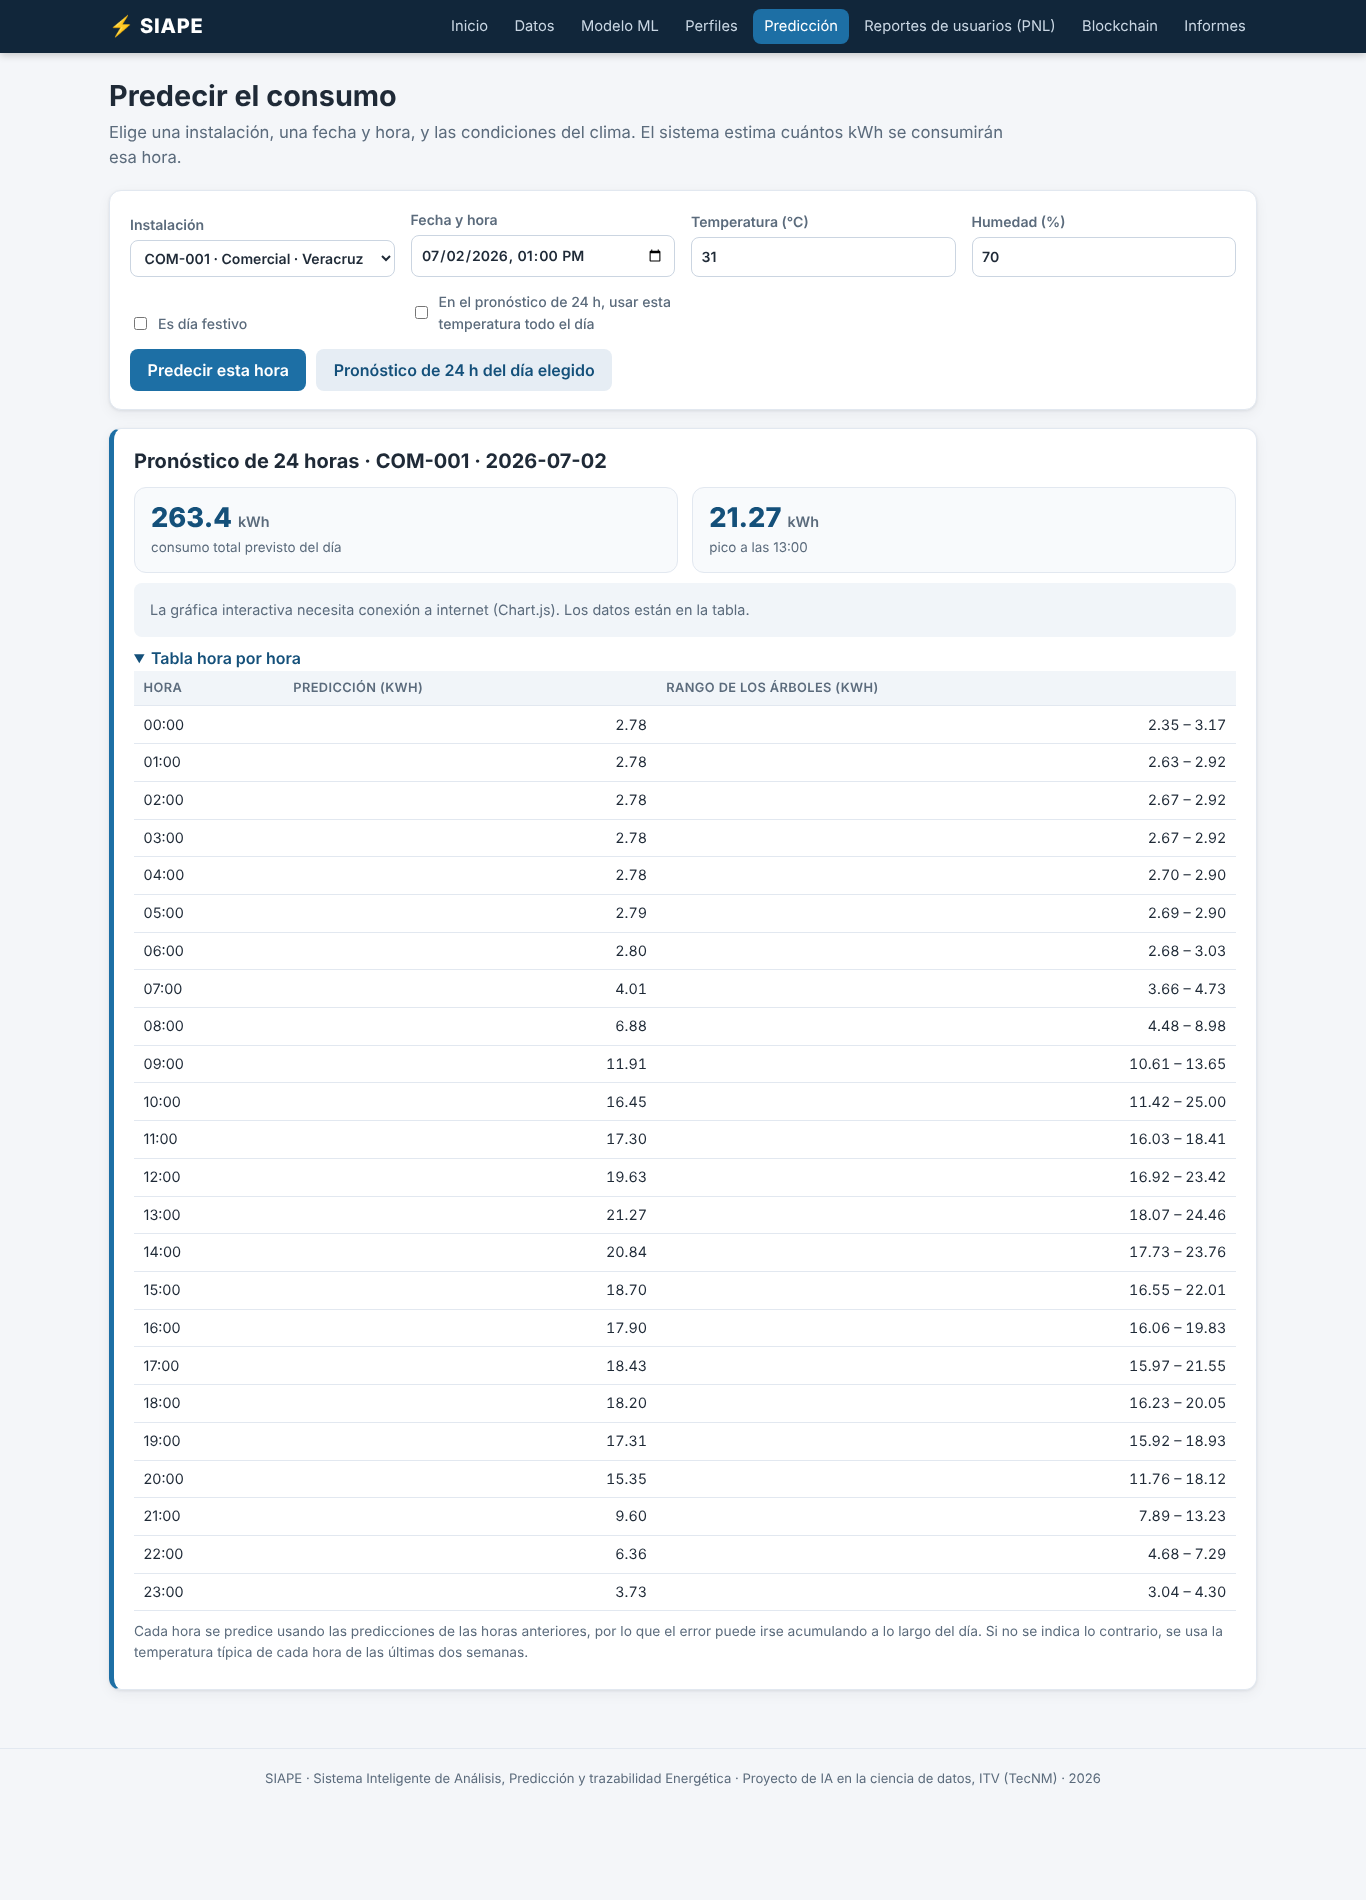 ⚡ SIAPE
Inicio Datos Modelo ML Perfiles Predicción Reportes de usuarios (PNL) Blockchain Informes
Predecir el consumo
Elige una instalación, una fecha y hora, y las condiciones del clima. El sistema estima cuántos kWh se consumirán
esa hora.
Instalación Fecha y hora Temperatura (°C) Humedad (%)
COM-001 · Comercial · Veracruz 07/02/2026, 01:00 PM 31 70
Es día festivo
En el pronóstico de 24 h, usar esta
temperatura todo el día
Predecir esta hora Pronóstico de 24 h del día elegido
Pronóstico de 24 horas · COM-001 · 2026-07-02
263.4 kWh
consumo total previsto del día
21.27 kWh
pico a las 13:00
La gráfica interactiva necesita conexión a internet (Chart.js). Los datos están en la tabla.
▼ Tabla hora por hora
HORA PREDICCIÓN (KWH) RANGO DE LOS ÁRBOLES (KWH)
00:00 2.78 2.35 – 3.17
01:00 2.78 2.63 – 2.92
02:00 2.78 2.67 – 2.92
03:00 2.78 2.67 – 2.92
04:00 2.78 2.70 – 2.90
05:00 2.79 2.69 – 2.90
06:00 2.80 2.68 – 3.03
07:00 4.01 3.66 – 4.73
08:00 6.88 4.48 – 8.98
09:00 11.91 10.61 – 13.65
10:00 16.45 11.42 – 25.00
11:00 17.30 16.03 – 18.41
12:00 19.63 16.92 – 23.42
13:00 21.27 18.07 – 24.46
14:00 20.84 17.73 – 23.76
15:00 18.70 16.55 – 22.01
16:00 17.90 16.06 – 19.83
17:00 18.43 15.97 – 21.55
18:00 18.20 16.23 – 20.05
19:00 17.31 15.92 – 18.93
20:00 15.35 11.76 – 18.12
21:00 9.60 7.89 – 13.23
22:00 6.36 4.68 – 7.29
23:00 3.73 3.04 – 4.30
Cada hora se predice usando las predicciones de las horas anteriores, por lo que el error puede irse acumulando a lo largo del día. Si no se indica lo contrario, se usa la
temperatura típica de cada hora de las últimas dos semanas.
SIAPE · Sistema Inteligente de Análisis, Predicción y trazabilidad Energética · Proyecto de IA en la ciencia de datos, ITV (TecNM) · 2026